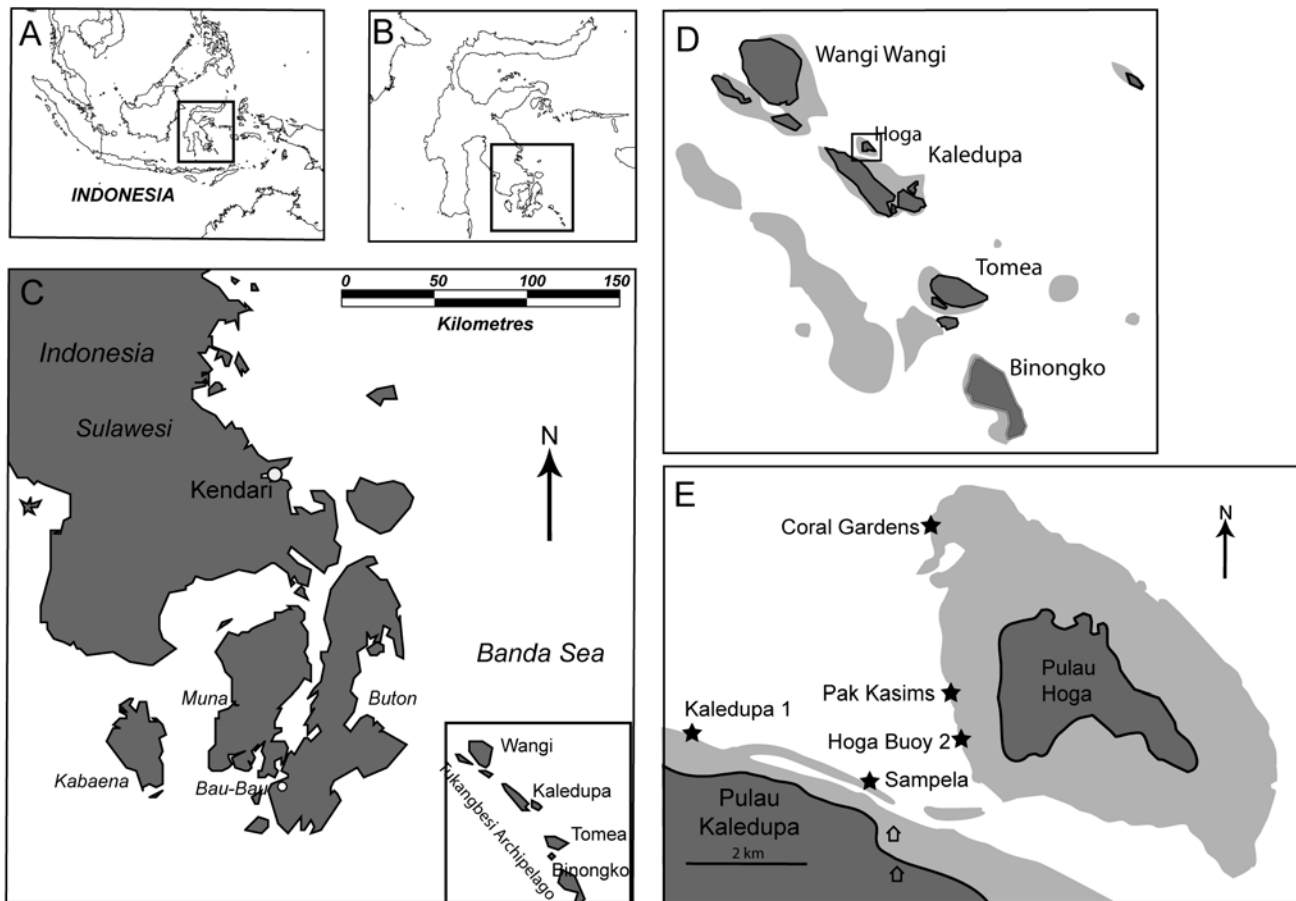 A
INDONESIA
B
C
0 50 100 150
Kilometres
Indonesia
Sulawesi
Kendari
N
Banda Sea
Muna
Buton
Kabaena
Bau-Bau
Wangi
Kaledupa
Tomea
Binongko
Tukangbesi Archipelago
D
Wangi Wangi
Hoga
Kaledupa
Tomea
Binongko
E
N
Coral Gardens
Pulau
Hoga
Pak Kasims
Kaledupa 1
Hoga Buoy 2
Sampela
Pulau
Kaledupa
2 km